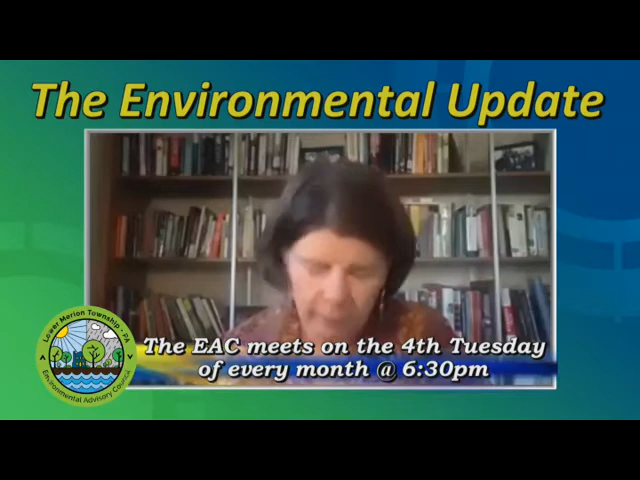 The Environmental Update
The EAC meets on the 4th Tuesday
of every month @ 6:30pm
Lower Merion Township - PA
Environmental Advisory Council